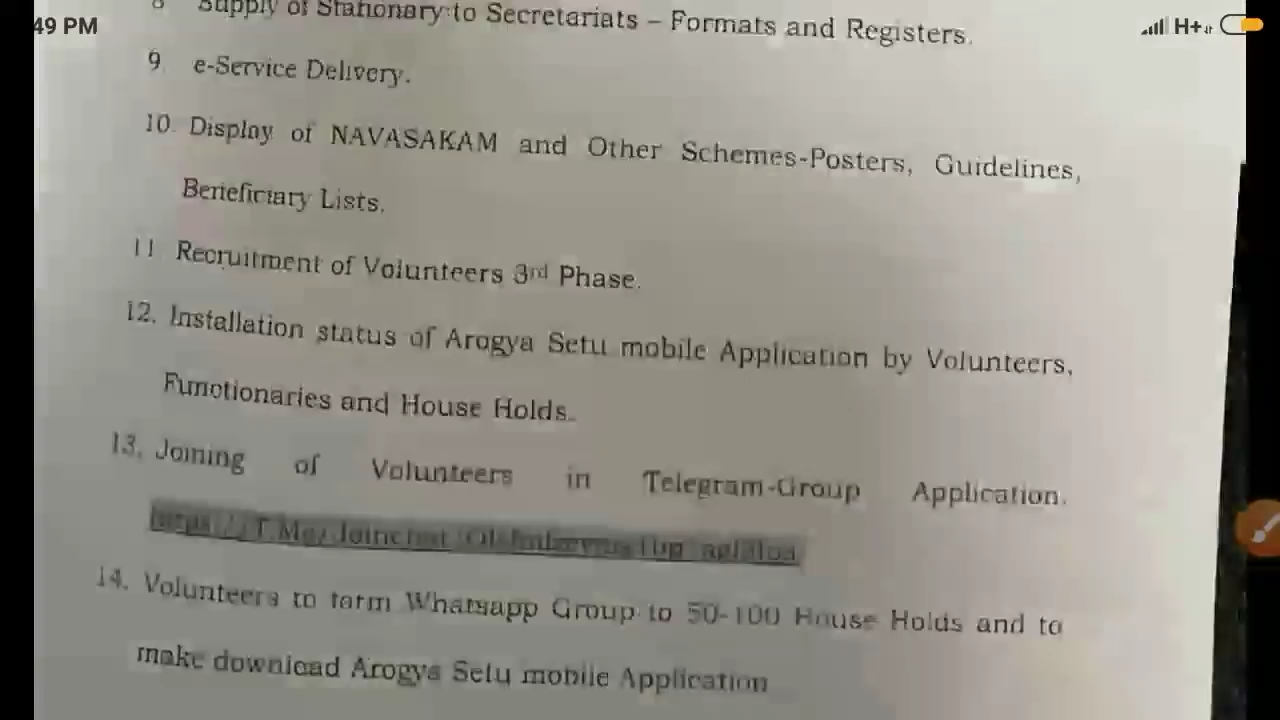 49 PM H+
8 Supply of Stationary to Secretariats – Formats and Registers.
9. e-Service Delivery.
10. Display of NAVASAKAM and Other Schemes-Posters, Guidelines,
Beneficiary Lists.
11 Recruitment of Volunteers 3rd Phase.
12. Installation status of Arogya Setu mobile Application by Volunteers,
Functionaries and House Holds.
13. Joining of Volunteers in Telegram-Group Application.
14. Volunteers to form Whatsapp Group to 50-100 House Holds and to
make download Arogya Setu mobile Application